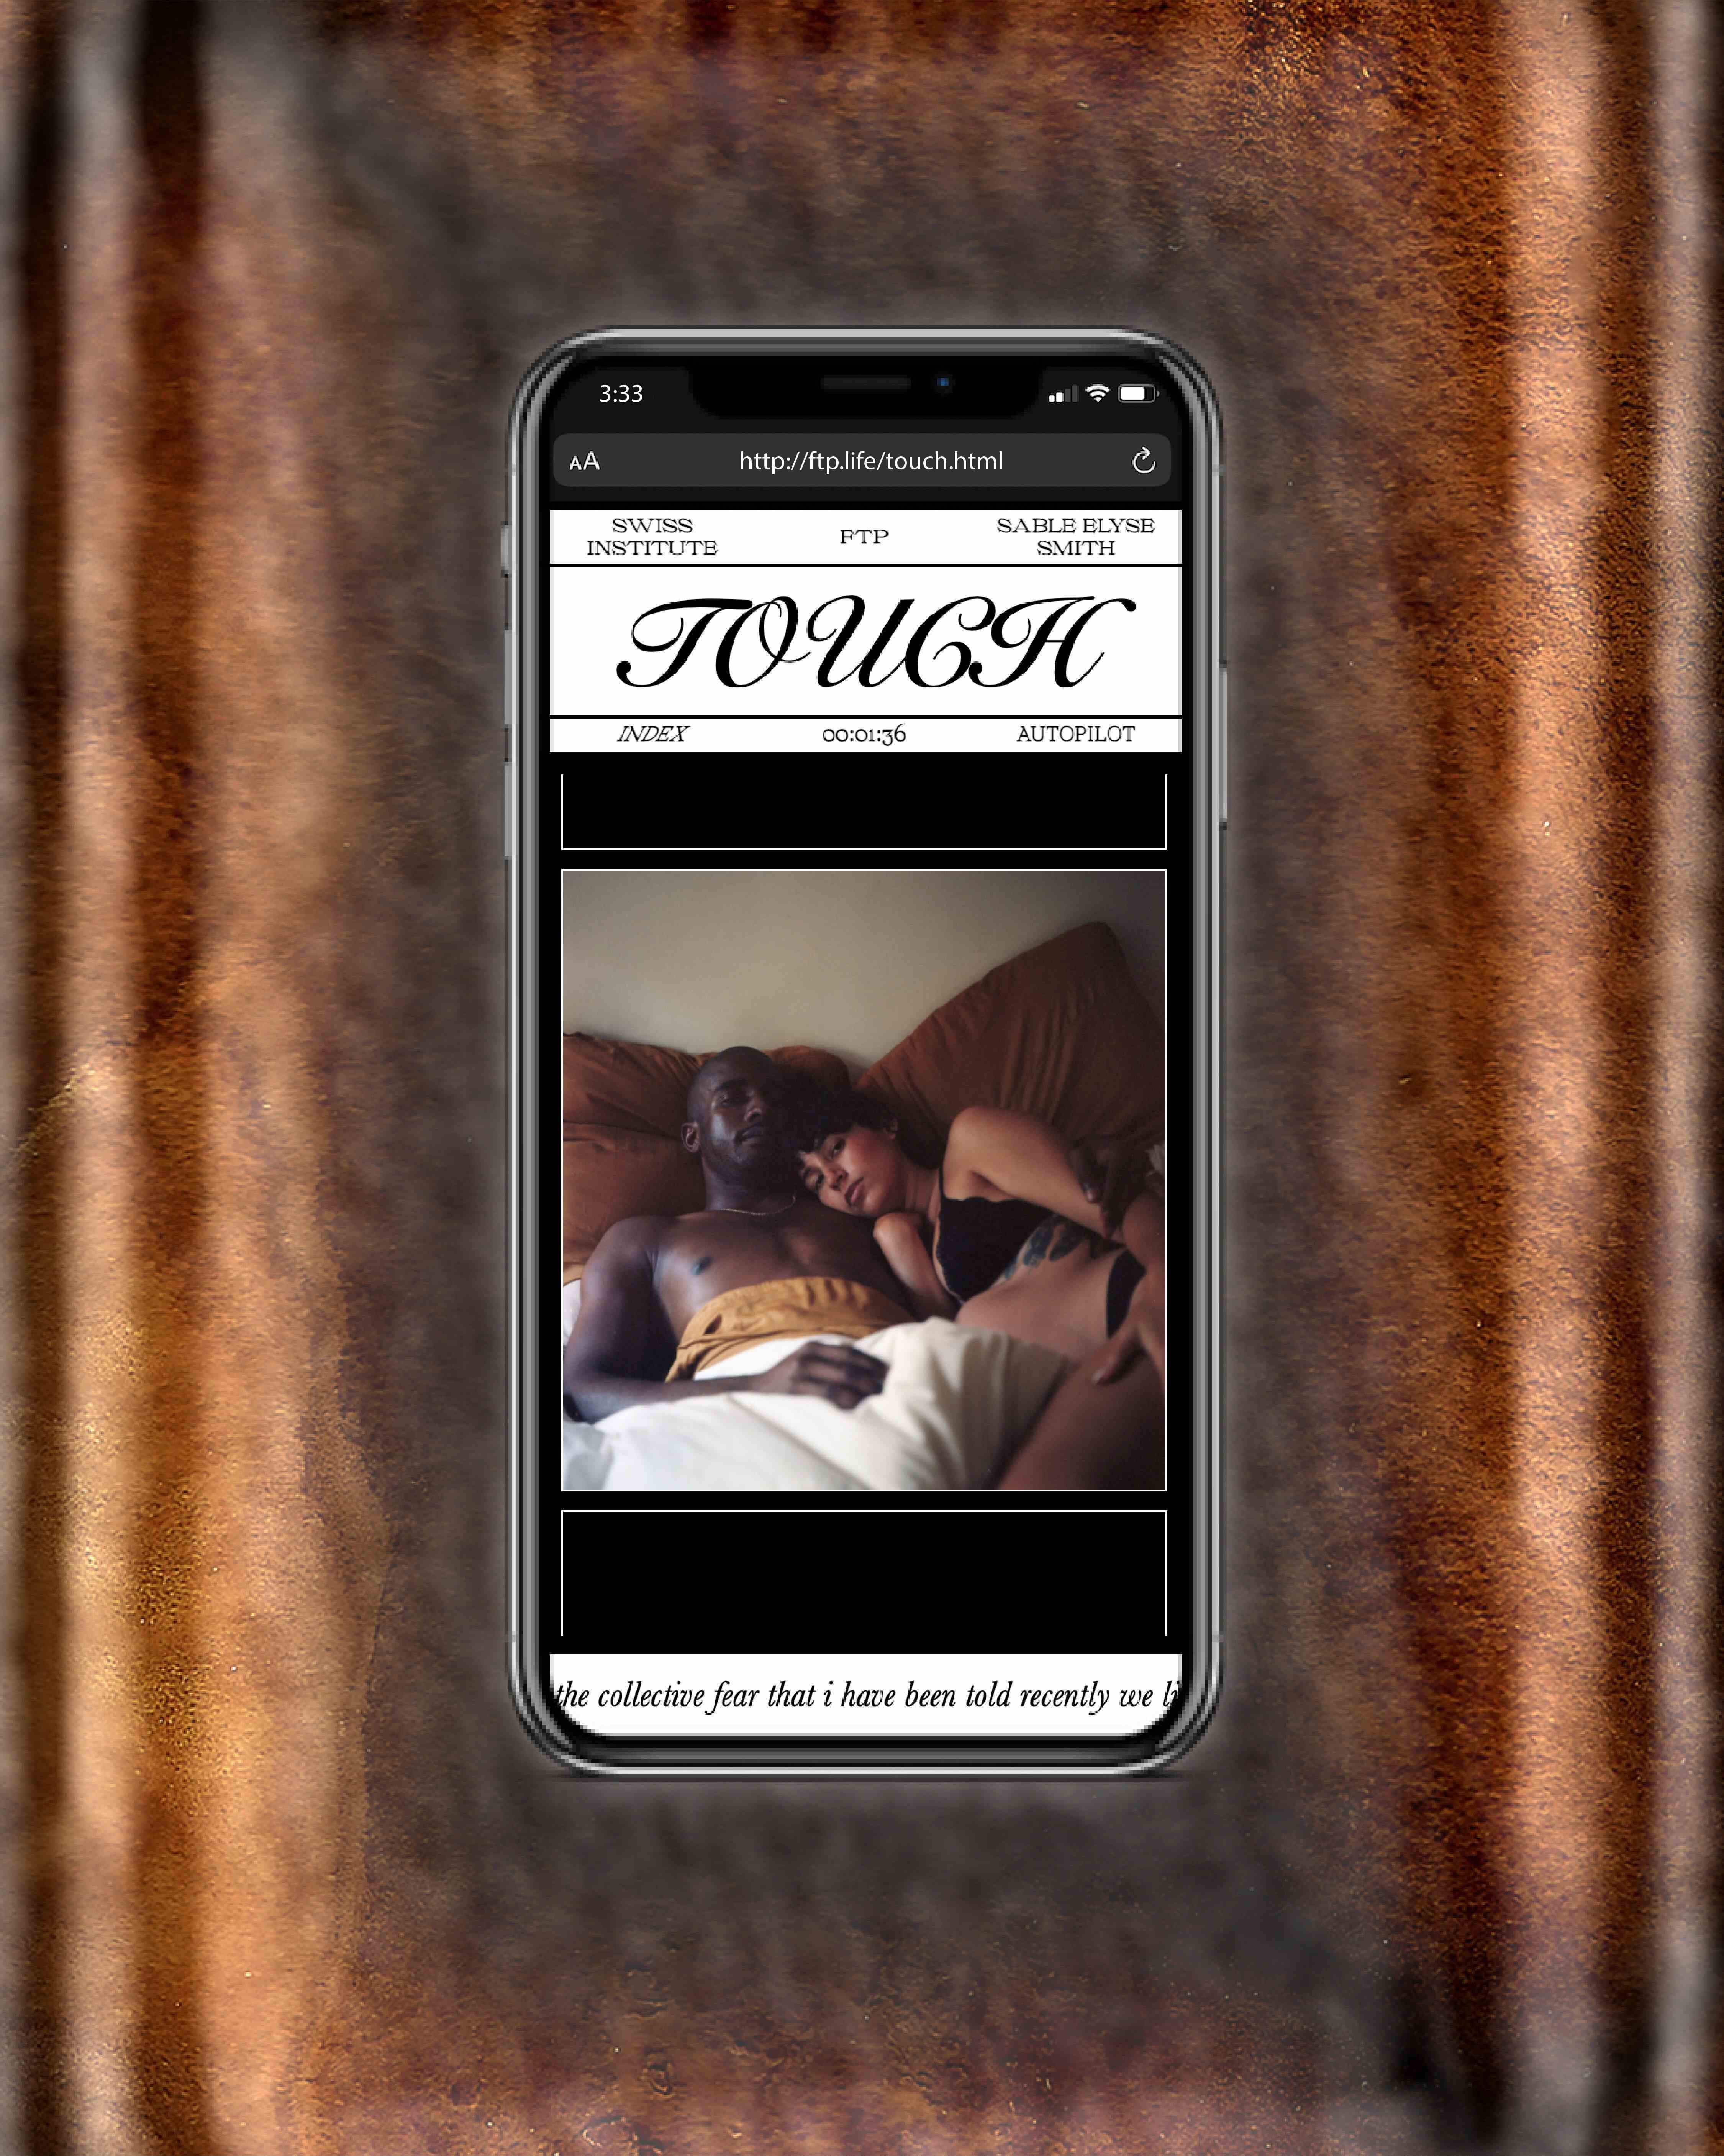 3:33
AA http://ftp.life/touch.html
SWISS
INSTITUTE
FTP
SABLE ELYSE
SMITH
TOUCH
INDEX 00:01:36 AUTOPILOT
the collective fear that i have been told recently we li